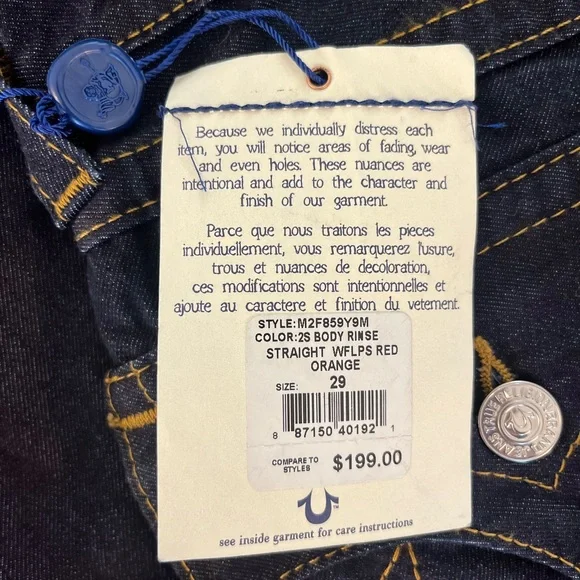 Because we individually distress each
item, you will notice areas of fading, wear
and even holes. These nuances are
intentional and add to the character and
finish of our garment.
Parce que nous traitons les pieces
individuellement, vous remarquerez l'usure,
trous et nuances de decoloration,
ces modifications sont intentionnelles et
ajoute au caractere et finition du vetement.
STYLE:M2F859Y9M
COLOR:2S BODY RINSE
STRAIGHT WFLPS RED
ORANGE
SIZE: 29
8 87150 40192 1
COMPARE TO
STYLES $199.00
see inside garment for care instructions